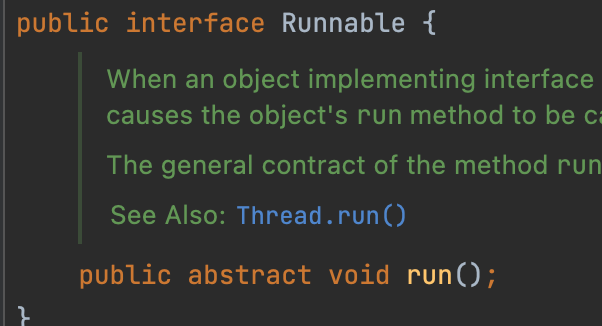 public interface Runnable {
When an object implementing interface
causes the object's run method to be
The general contract of the method run
See Also: Thread.run()
public abstract void run();
}